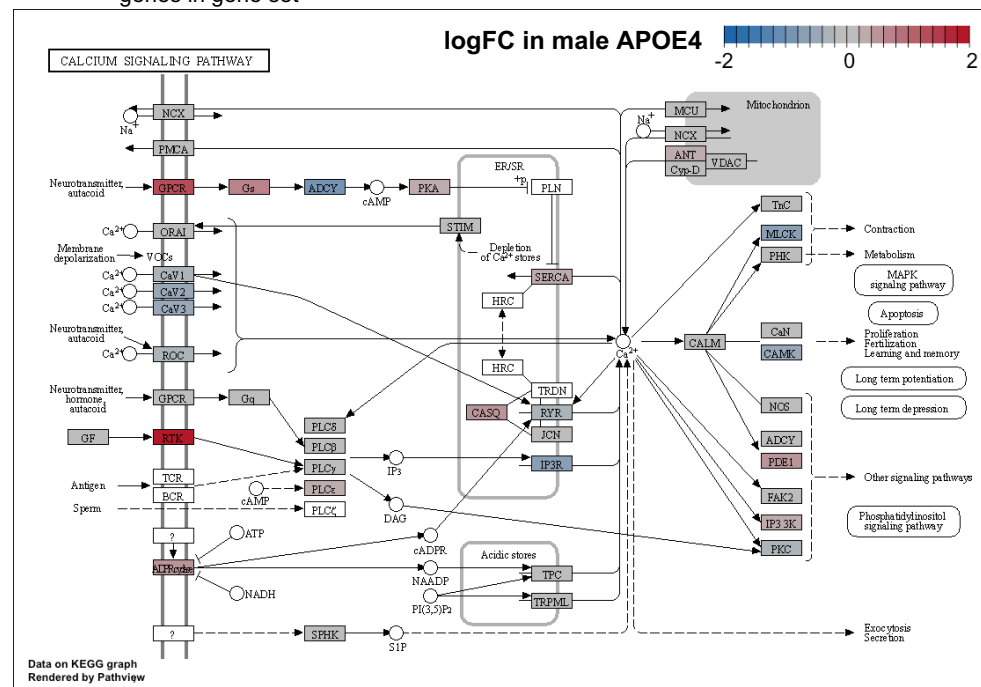 genes in gene set
logFC in male APOE4
-2 0 2
CALCIUM SIGNALING PATHWAY
NCX
Na+
PMCA
Neurotransmitter,
autacoid
GPCR
Gs
ADCY
cAMP
PKA
+p
PLN
ER/SR
MCU
Mitochondrion
Na+
NCX
ANT
VDAC
Cyp-D
Ca2+
ORAI
STIM
Depletion
of Ca2+ stores
Membrane
depolarization
VOCs
Ca2+
CaV1
Ca2+
CaV2
Ca2+
CaV3
SERCA
HRC
Neurotransmitter,
autacoid
Ca2+
ROC
HRC
TRDN
Ca2+
CALM
TnC
MLCK
PHK
Contraction
Metabolism
MAPK
signaling pathway
Apoptosis
CaN
CAMK
Proliferation
Fertilization
Learning and memory
Long term potentiation
Long term depression
Neurotransmitter,
hormone,
autacoid
GPCR
Gq
CASQ
RYR
JCN
IP3R
GF
RTK
PLCδ
PLCβ
PLCγ
PLCε
PLCζ
IP3
DAG
TCR
BCR
Antigen
cAMP
Sperm
NOS
ADCY
PDE1
FAK2
IP3 3K
PKC
Other signaling pathways
Phosphatidylinositol
signaling pathway
?
ATP
cADPR
NAADP
NADH
PI(3,5)P2
Acidic stores
TPC
TRPML
?
SPHK
S1P
Exocytosis
Secretion
Data on KEGG graph
Rendered by Pathview